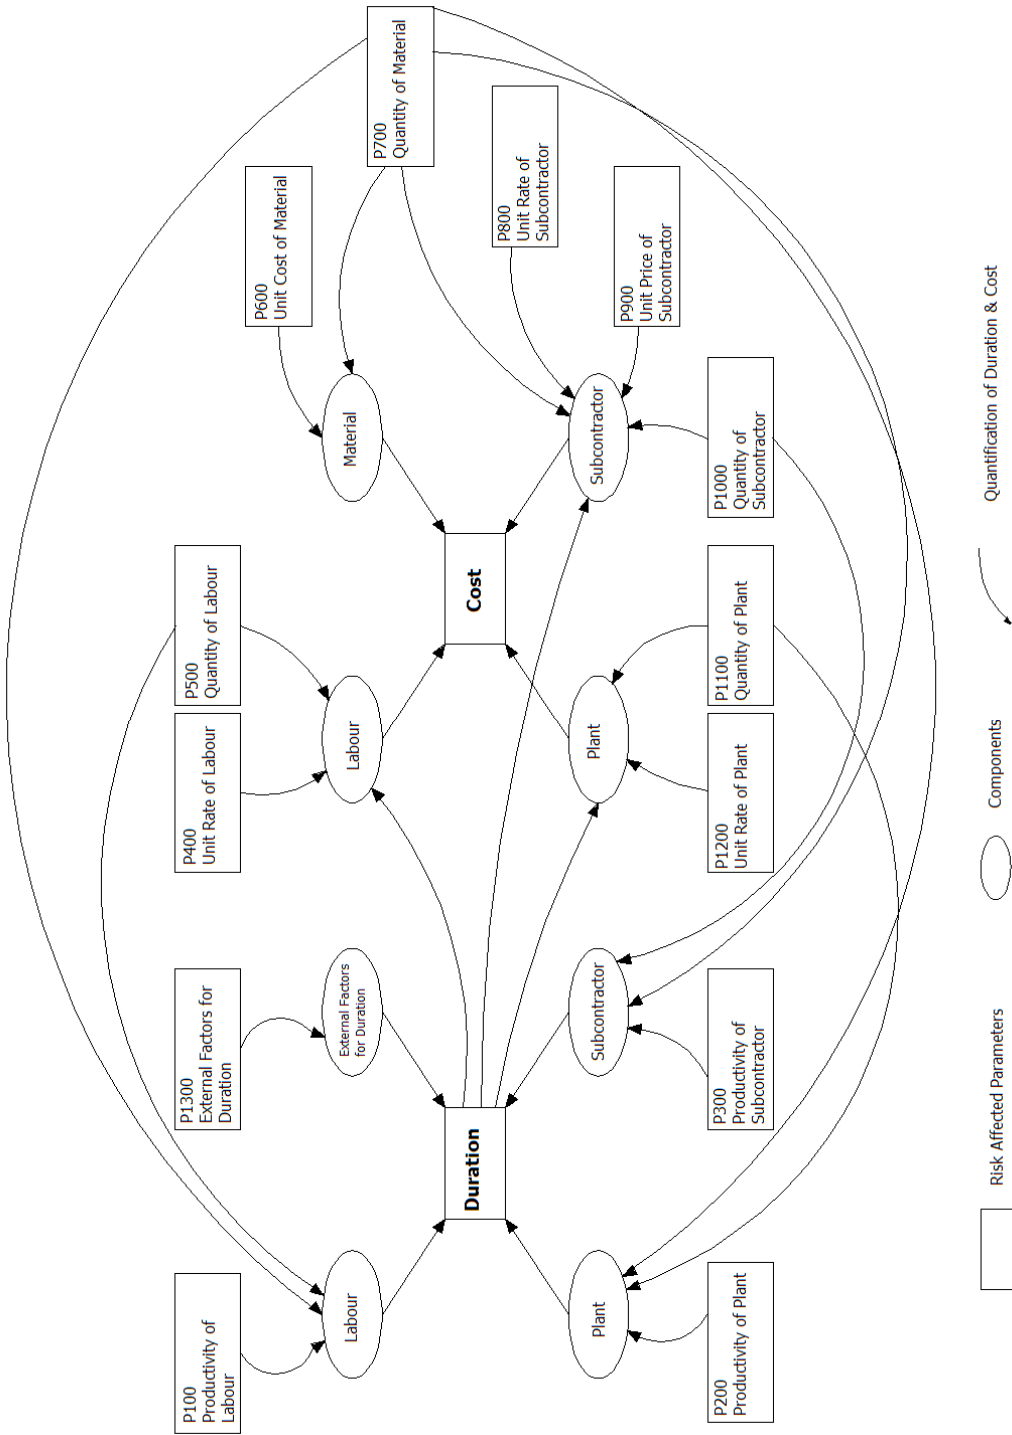 P100
Productivity of
Labour
P1300
External Factors for
Duration
P400
Unit Rate of Labour
P500
Quantity of Labour
P600
Unit Cost of Material
P700
Quantity of Material
Labour
External Factors
for Duration
Labour
Material
Duration
Cost
P800
Unit Rate of
Subcontractor
Plant
Subcontractor
Plant
Subcontractor
P900
Unit Price of
Subcontractor
P200
Productivity of Plant
P300
Productivity of
Subcontractor
P1200
Unit Rate of Plant
P1100
Quantity of Plant
P1000
Quantity of
Subcontractor
Risk Affected Parameters
Components
Quantification of Duration & Cost